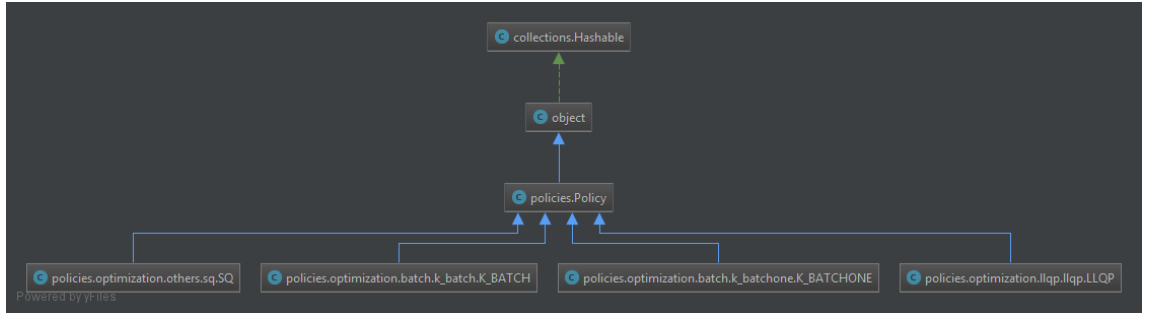 collections.Hashable
object
policies.Policy
policies.optimization.others.sq.SQ
policies.optimization.batch.k_batch.K_BATCH
policies.optimization.batch.k_batchone.K_BATCHONE
policies.optimization.llqp.llqp.LLQP
Powered by yFiles